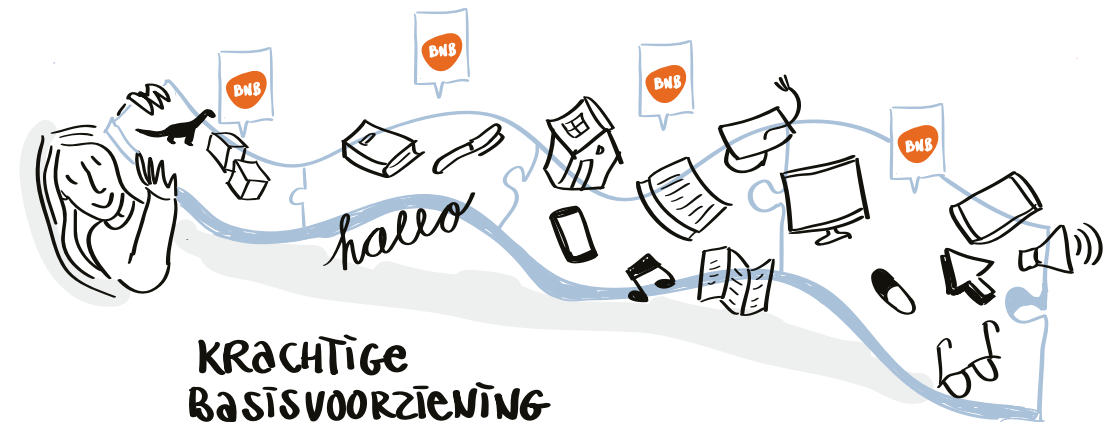 BNB
BNB
BNB
BNB
hallo
KRACHTIGE
BASISVOORZIENING